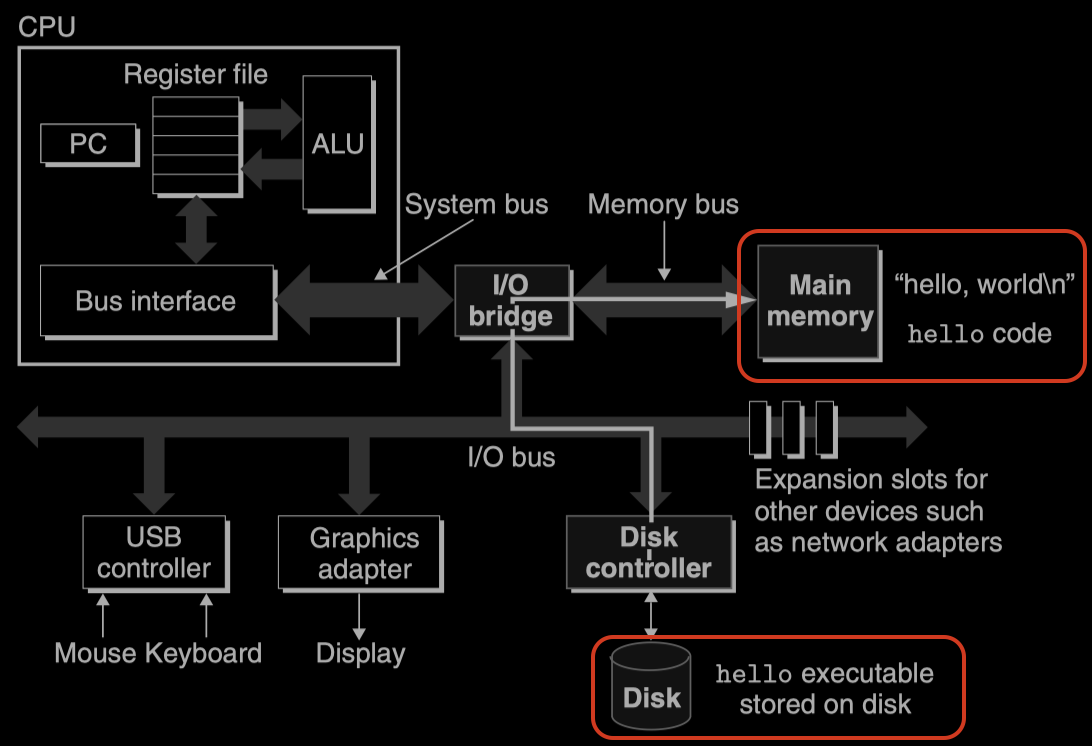 CPU
Register file
PC
ALU
System bus
Memory bus
Bus interface
I/O
bridge
Main
memory
“hello, world\n”
hello code
I/O bus
Expansion slots for
other devices such
as network adapters
USB
controller
Graphics
adapter
Disk
controller
Mouse Keyboard
Display
Disk
hello executable
stored on disk